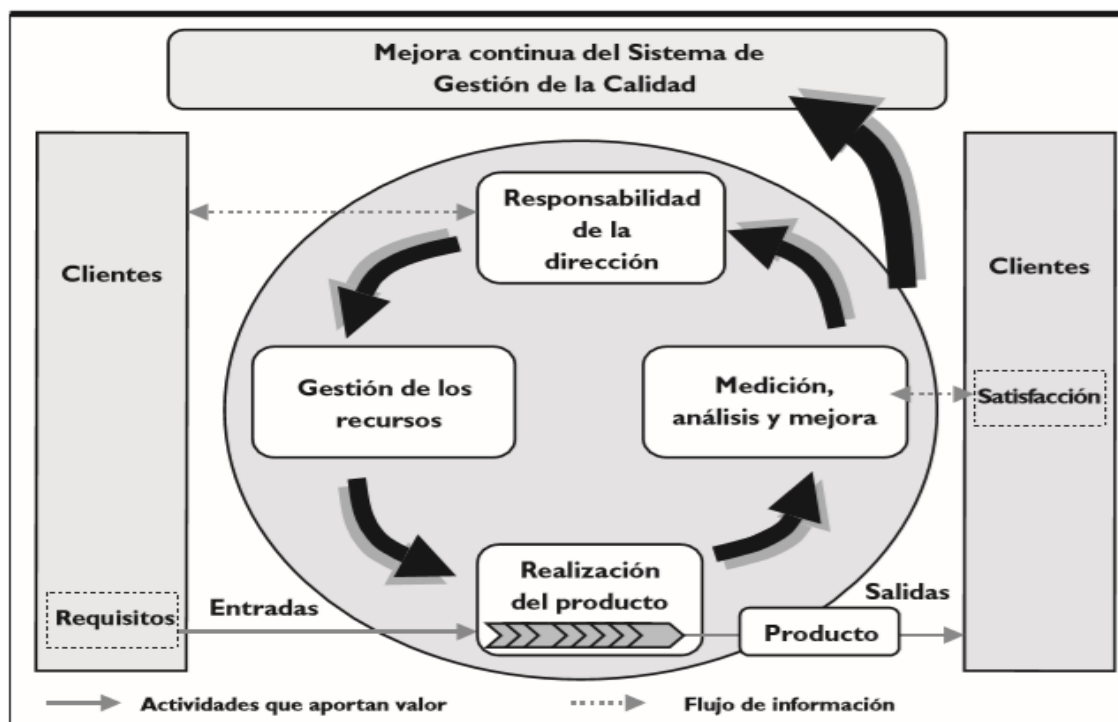 Mejora continua del Sistema de
Gestión de la Calidad
Clientes
Responsabilidad
de la
dirección
Clientes
Gestión de los
recursos
Medición,
análisis y mejora
Satisfacción
Realización
del producto
Requisitos
Entradas
Salidas
Producto
Actividades que aportan valor
Flujo de información